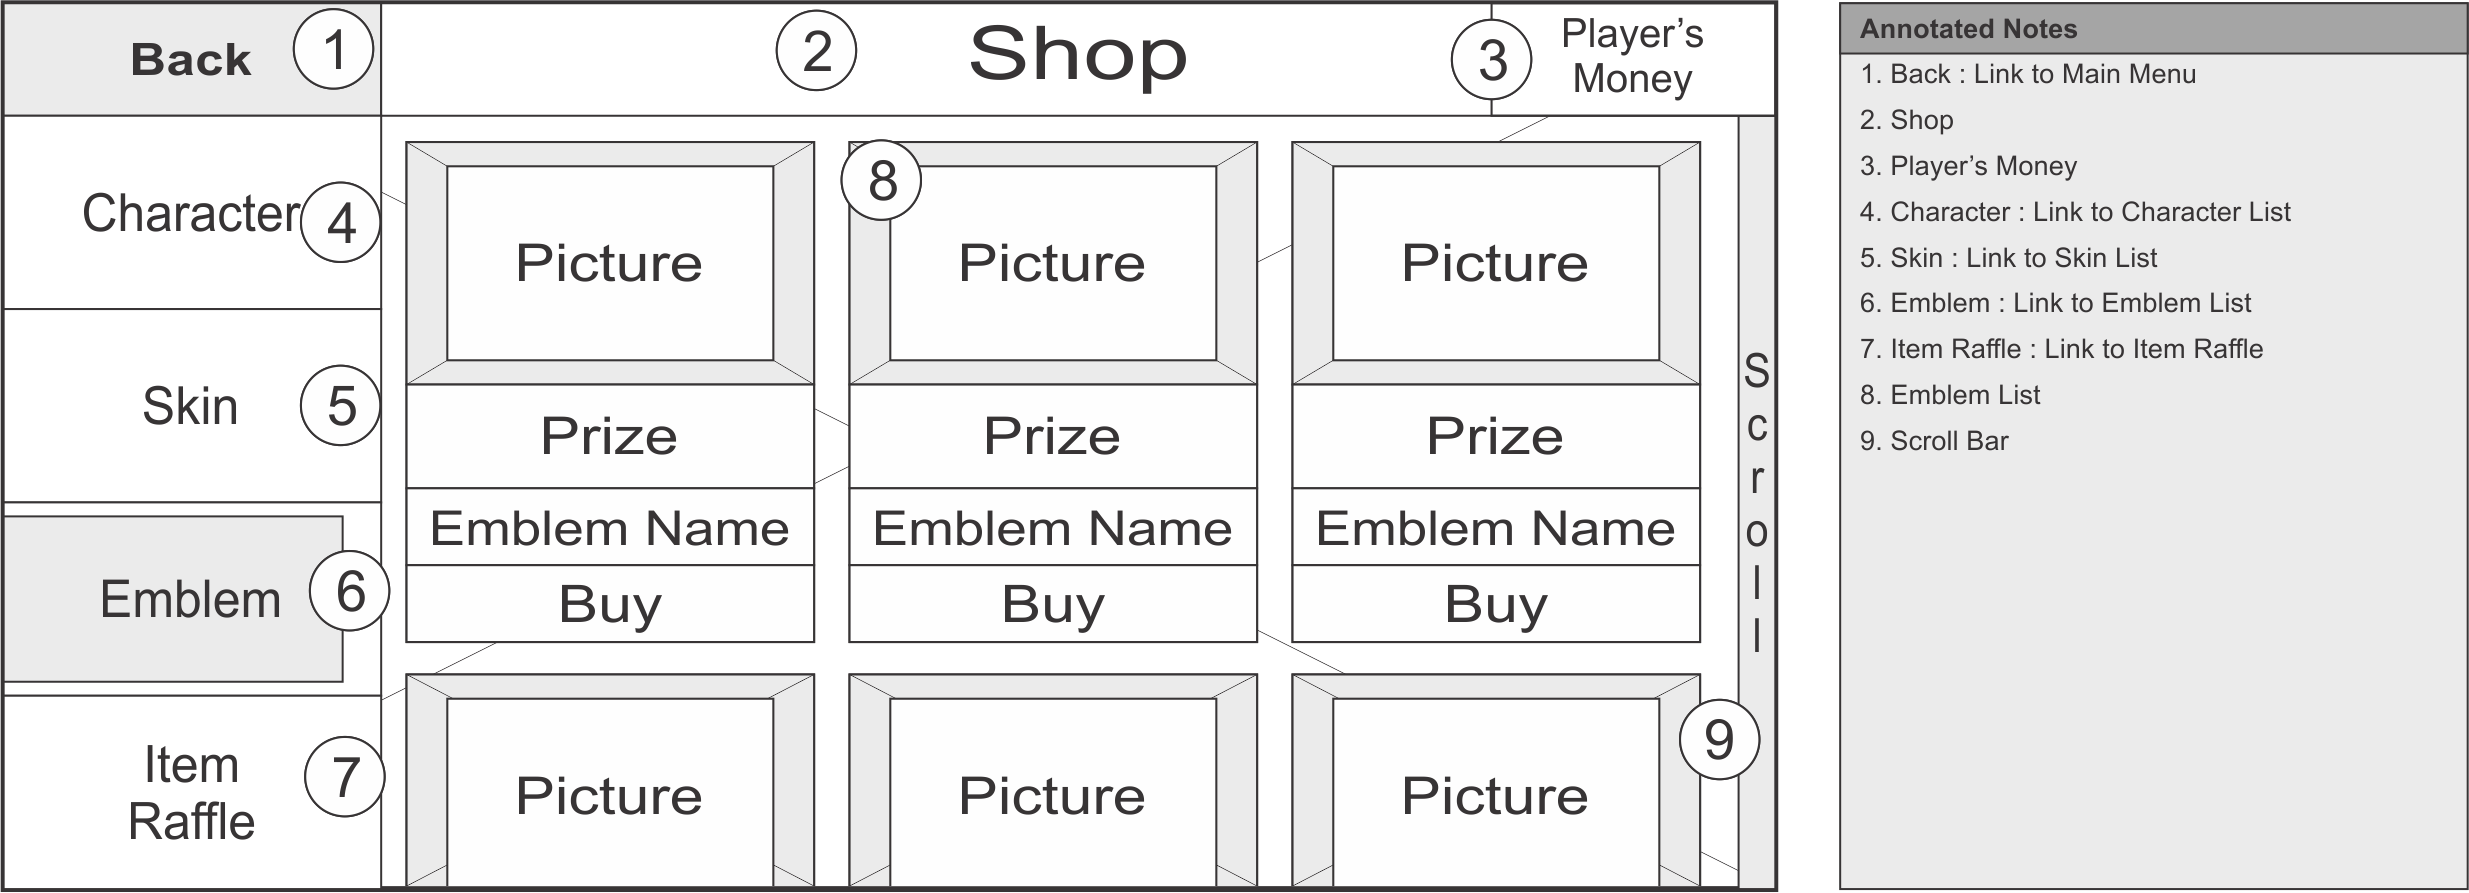 Back
1
2
Shop
3
Player’s
Money
Character
4
Skin
5
Emblem
6
Item
Raffle
7
Picture
8
Picture
Picture
Prize
Prize
Prize
Emblem Name
Emblem Name
Emblem Name
Buy
Buy
Buy
Picture
Picture
Picture
9
Scroll
Annotated Notes
1. Back : Link to Main Menu
2. Shop
3. Player’s Money
4. Character : Link to Character List
5. Skin : Link to Skin List
6. Emblem : Link to Emblem List
7. Item Raffle : Link to Item Raffle
8. Emblem List
9. Scroll Bar